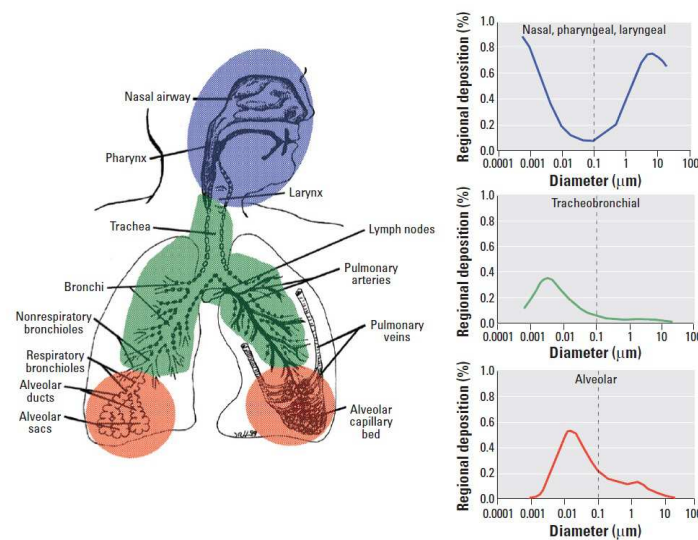 Nasal airway
Pharynx
Larynx
Trachea
Lymph nodes
Bronchi
Pulmonary
arteries
Nonrespiratory
bronchioles
Pulmonary
veins
Respiratory
bronchioles
Alveolar
ducts
Alveolar
sacs
Alveolar
capillary
bed
Regional deposition (%)
Nasal, pharyngeal, laryngeal
1.0
0.8
0.6
0.4
0.2
0.0
0.0001 0.001 0.01 0.1 1 10 100
Diameter (μm)
Regional deposition (%)
Tracheobronchial
1.0
0.8
0.6
0.4
0.2
0.0
0.0001 0.001 0.01 0.1 1 10 100
Diameter (μm)
Regional deposition (%)
Alveolar
1.0
0.8
0.6
0.4
0.2
0.0
0.0001 0.001 0.01 0.1 1 10 100
Diameter (μm)